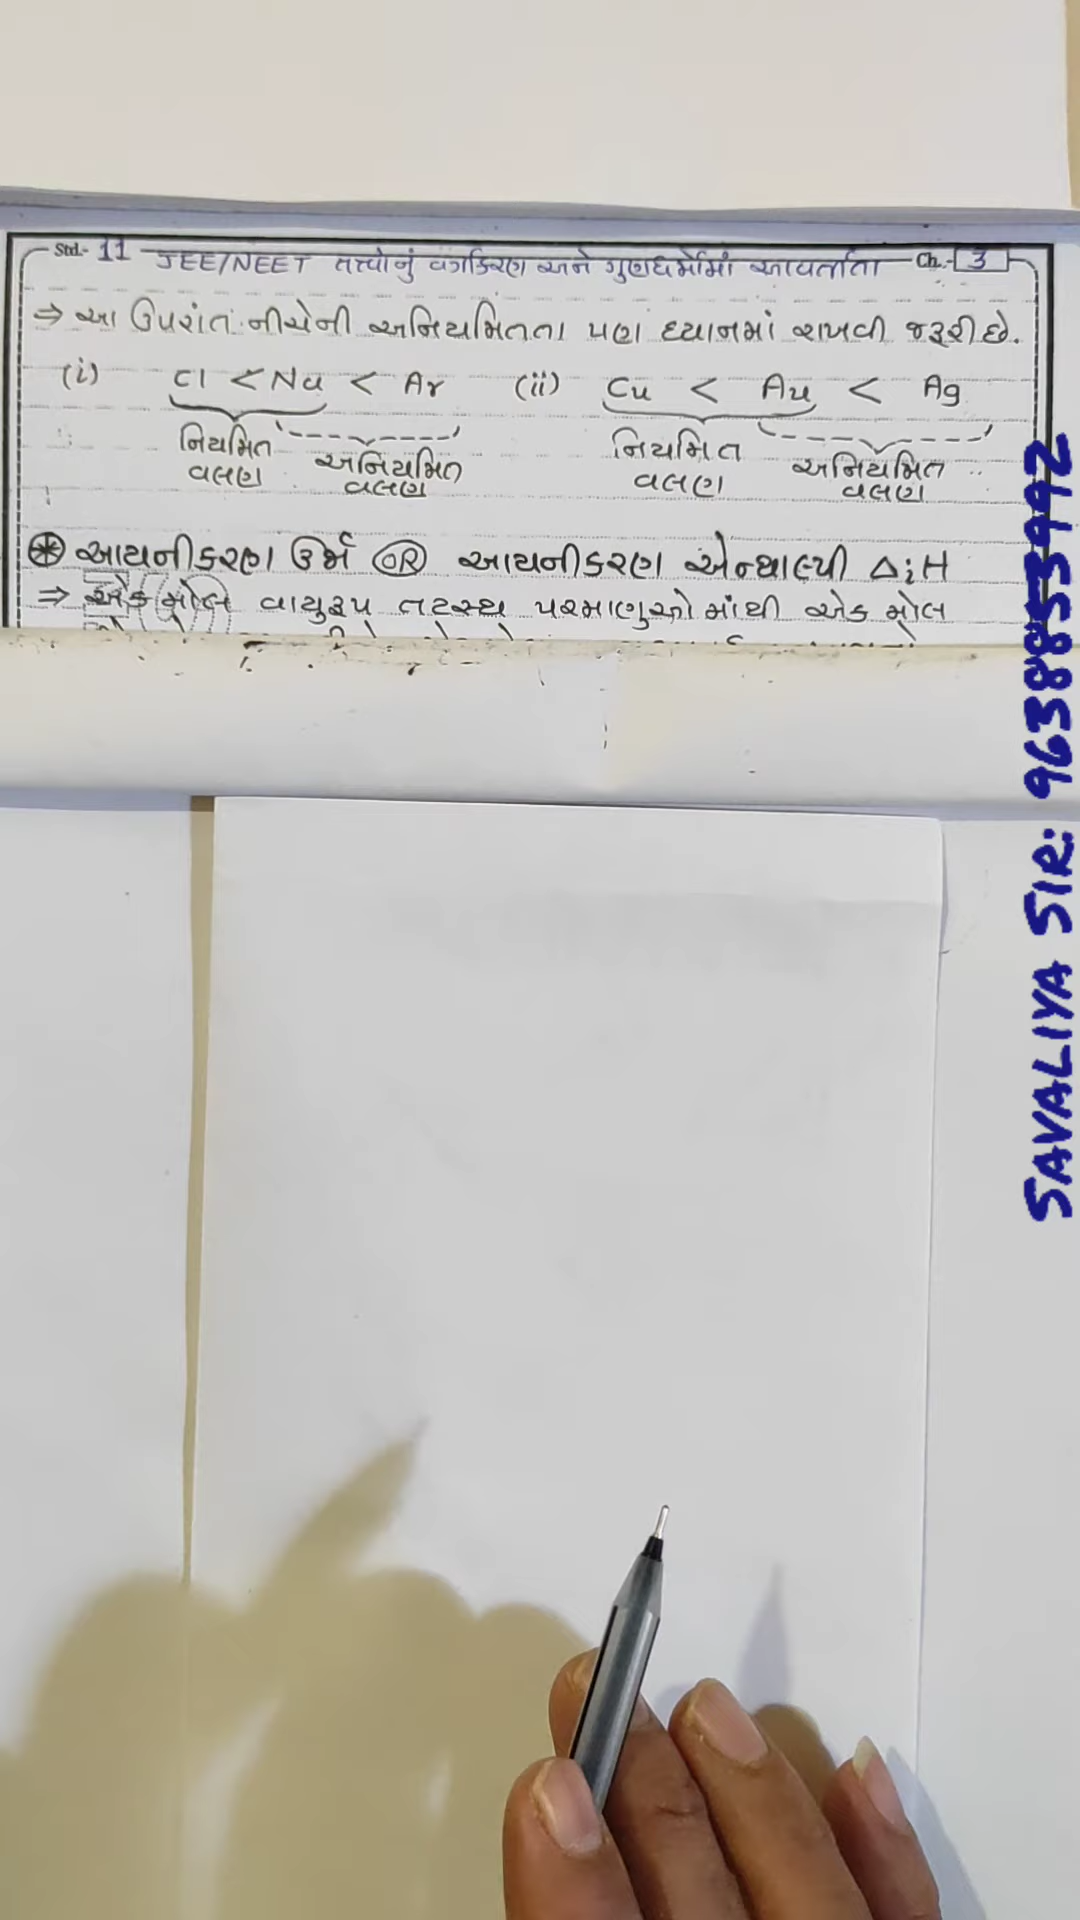 Std.- 11 JEE/NEET તત્ત્વોનું વર્ગીકરણ અને ગુણધર્મોમાં આવર્તતા Ch.- 3
⇒ આ ઉપરાંત નીચેની અનિયમિતતા પણ ધ્યાનમાં રાખવી જરૂરી છે.
(i) Cl < Na < Ar (ii) Cu < Au < Ag
નિયમિત વલણ અનિયમિત વલણ નિયમિત વલણ અનિયમિત વલણ
⊛ આયનીકરણ ઉર્જા OR આયનીકરણ એન્થાલ્પી ΔiH
⇒ એક મોલ વાયુરૂપ તટસ્થ પરમાણુઓમાંથી એક મોલ
SAVALIYA SIR: 9638853992